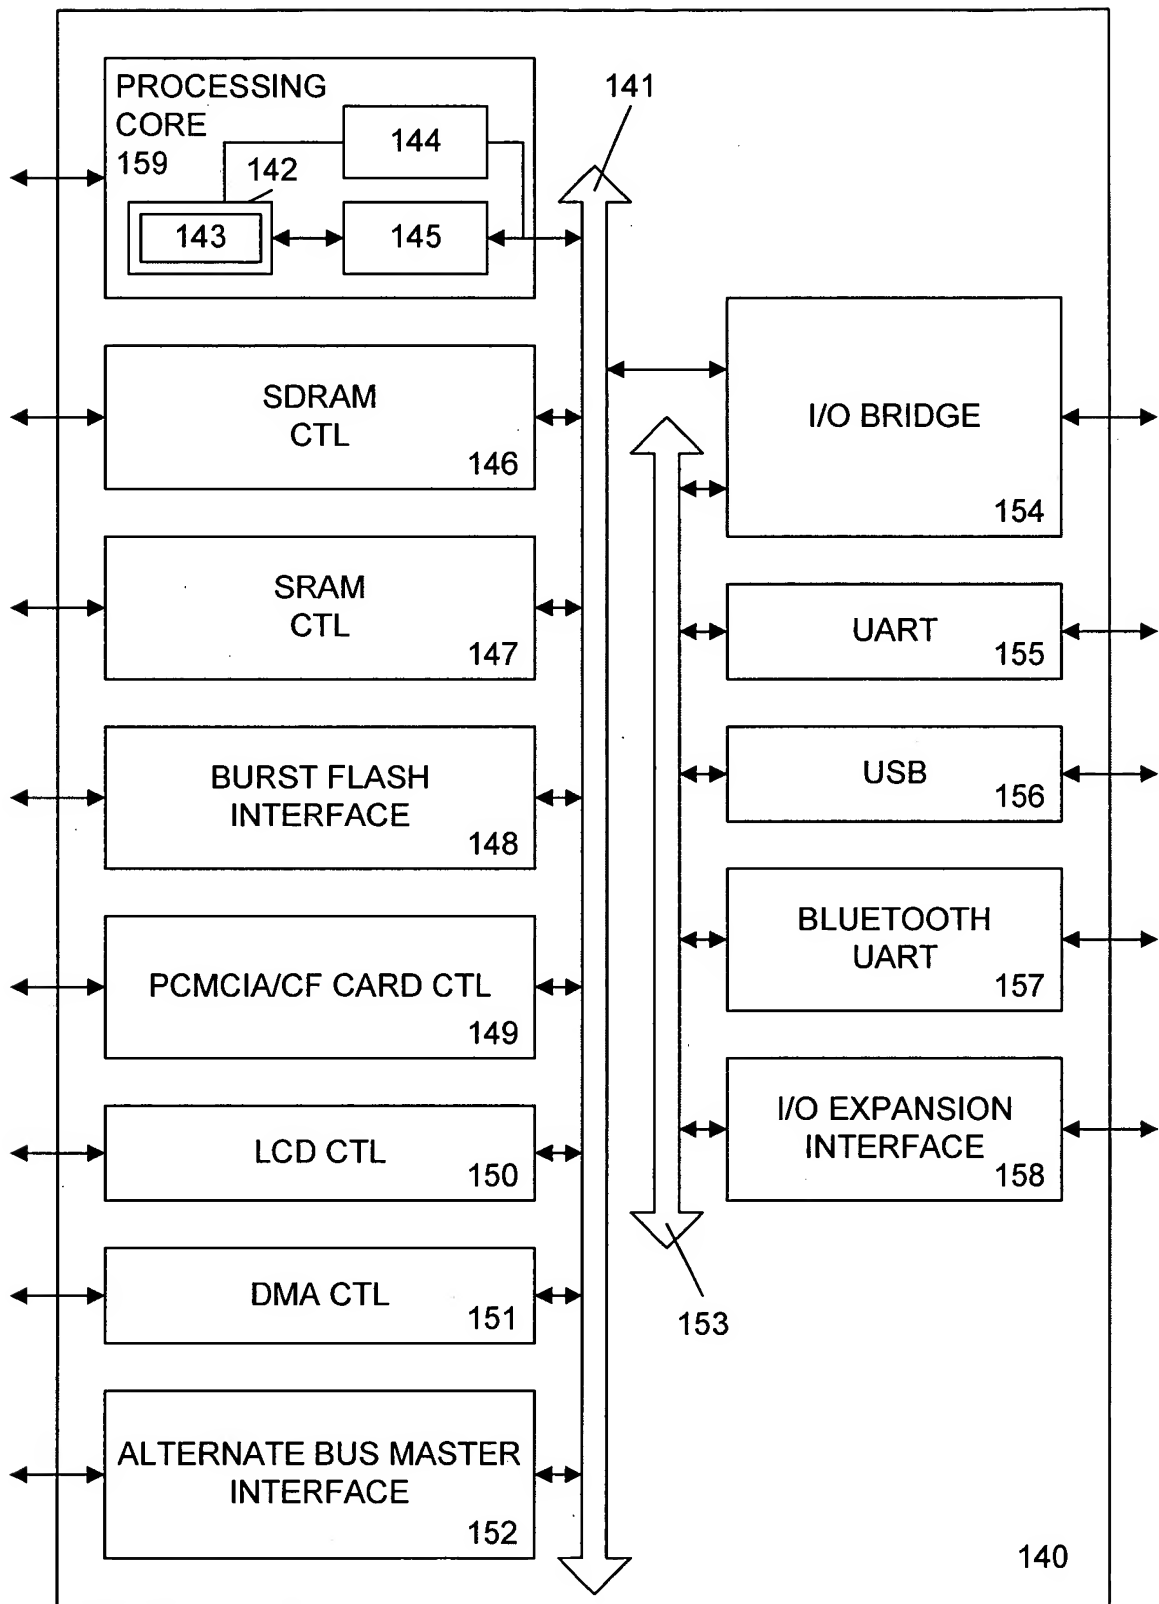 PROCESSING
CORE
159
142
143
144
145
141
SDRAM
CTL
146
SRAM
CTL
147
BURST FLASH
INTERFACE
148
PCMCIA/CF CARD CTL
149
LCD CTL
150
DMA CTL
151
ALTERNATE BUS MASTER
INTERFACE
152
I/O BRIDGE
154
UART
155
USB
156
BLUETOOTH
UART
157
I/O EXPANSION
INTERFACE
158
153
140